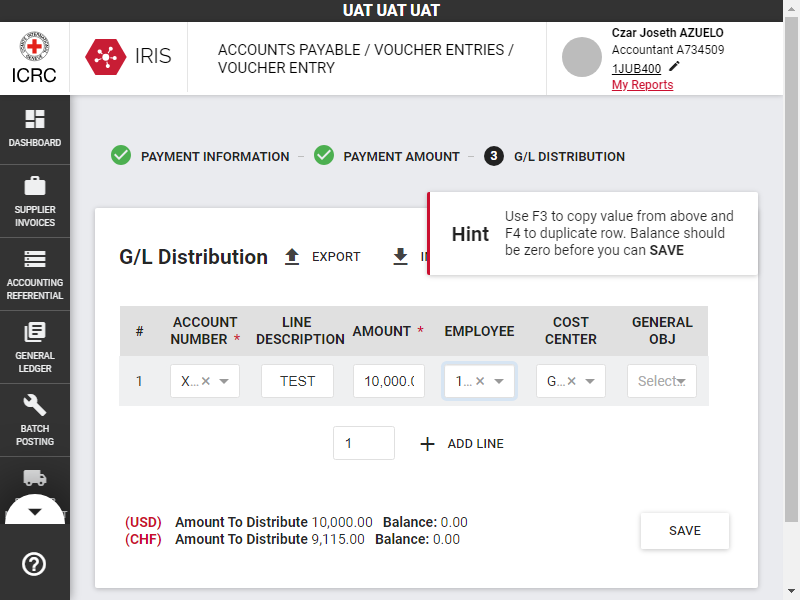 UAT UAT UAT
ICRC
IRIS
ACCOUNTS PAYABLE / VOUCHER ENTRIES /
VOUCHER ENTRY
Czar Joseth AZUELO
Accountant A734509
1JUB400
My Reports
DASHBOARD
SUPPLIER
INVOICES
ACCOUNTING
REFERENTIAL
GENERAL
LEDGER
BATCH
POSTING
PAYMENT INFORMATION
PAYMENT AMOUNT
3 G/L DISTRIBUTION
Hint
Use F3 to copy value from above and
F4 to duplicate row. Balance should
be zero before you can SAVE
G/L Distribution
EXPORT
# ACCOUNT NUMBER * LINE DESCRIPTION AMOUNT * EMPLOYEE COST CENTER GENERAL OBJ
1 X... TEST 10,000.0 1... G... Select...
1
ADD LINE
(USD) Amount To Distribute 10,000.00 Balance: 0.00
(CHF) Amount To Distribute 9,115.00 Balance: 0.00
SAVE